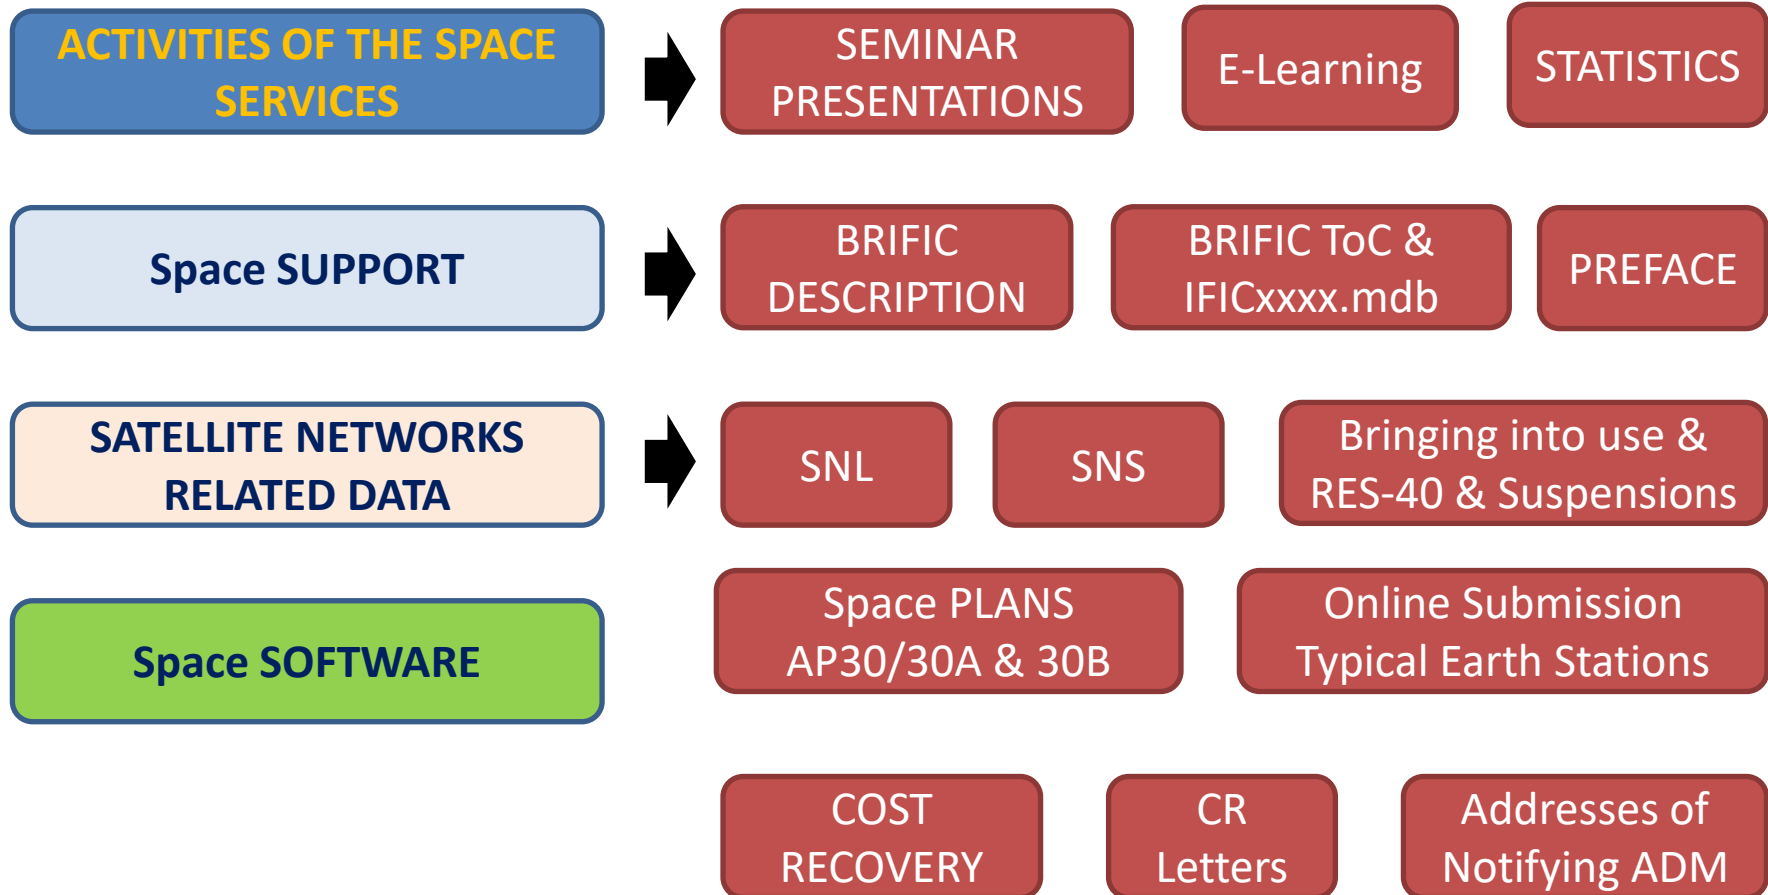 ACTIVITIES OF THE SPACE
SERVICES
SEMINAR
PRESENTATIONS
E-Learning
STATISTICS
Space SUPPORT
BRIFIC
DESCRIPTION
BRIFIC ToC &
IFICxxxx.mdb
PREFACE
SATELLITE NETWORKS
RELATED DATA
SNL
SNS
Bringing into use &
RES-40 & Suspensions
Space SOFTWARE
Space PLANS
AP30/30A & 30B
Online Submission
Typical Earth Stations
COST
RECOVERY
CR
Letters
Addresses of
Notifying ADM